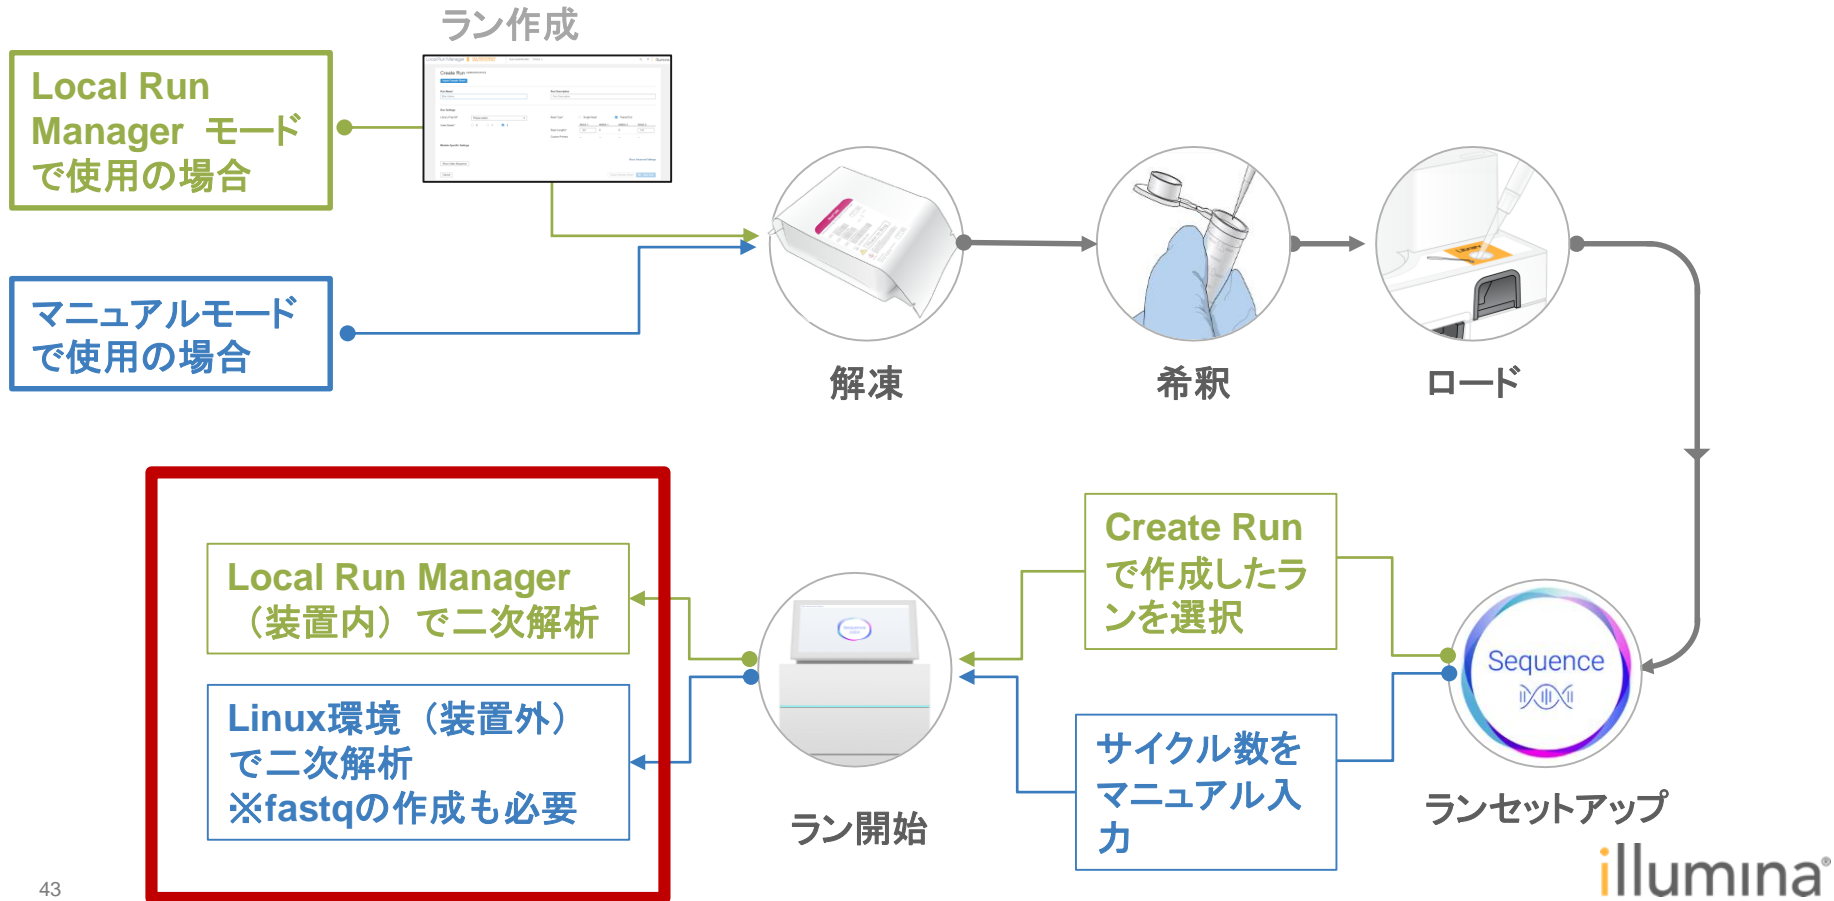 ラン作成
Local Run
Manager モード
で使用の場合
Create Run
マニュアルモード
で使用の場合
解凍
希釈
ロード
Local Run Manager
（装置内）で二次解析
Linux環境（装置外）
で二次解析
※fastqの作成も必要
ラン開始
Create Run
で作成したラ
ンを選択
サイクル数を
マニュアル入
力
Sequence
ランセットアップ
43
illumina®